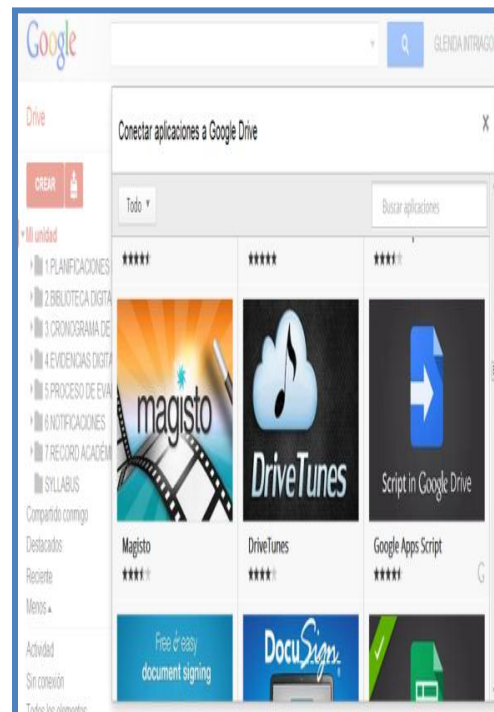 Google
GLENDA INTRIAGO
Drive
Conectar aplicaciones a Google Drive
X
CREAR
Todo
Buscar aplicaciones
Mi unidad
1 PLANIFICACIONES
2 BIBLIOTECA DIGITA
3 CRONOGRAMA DE
4 EVIDENCIAS DIGITA
5 PROCESO DE EVA
6 NOTIFICACIONES
7 RECORD ACADÉM
SYLLABUS
Compartido conmigo
Destacados
Reciente
Menos
Actividad
Sin conexión
Todos los elementos
magisto
DriveTunes
Script in Google Drive
Magisto
DriveTunes
Google Apps Script
G
Free & easy
document signing
DocuSign